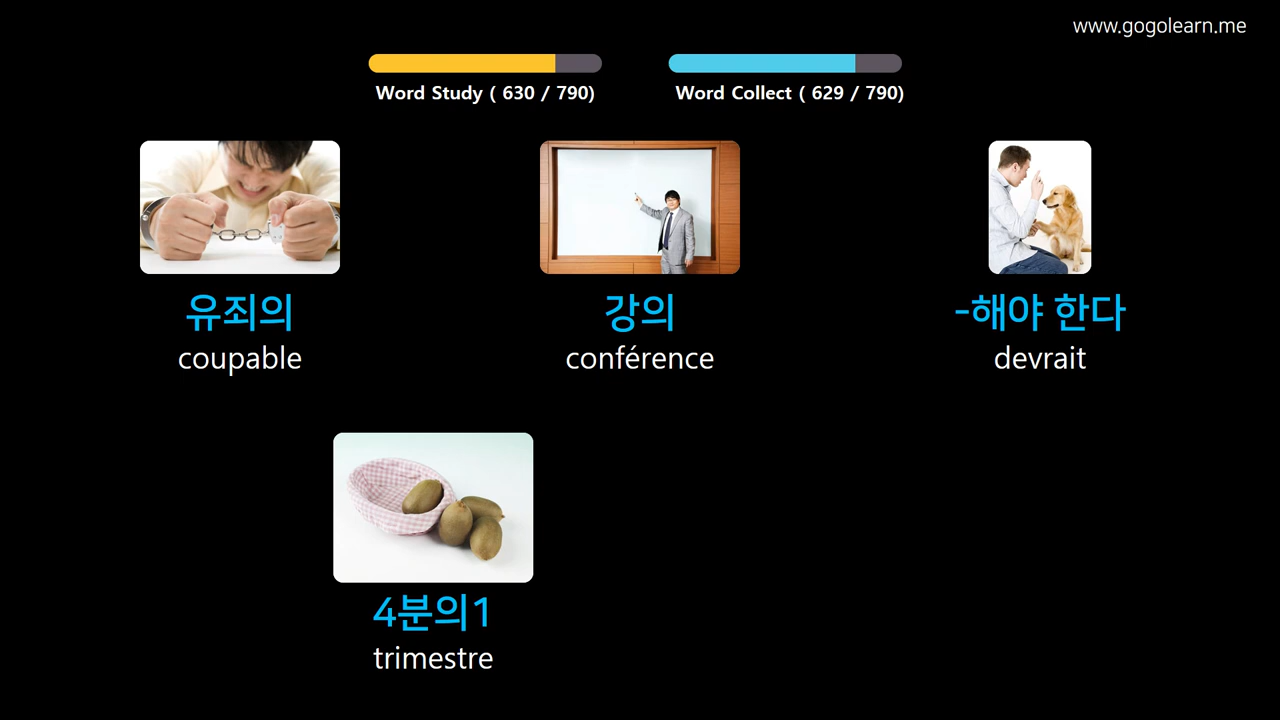 www.gogolearn.me
Word Study ( 630 / 790)
Word Collect ( 629 / 790)
유죄의
coupable
강의
conférence
-해야 한다
devrait
4분의1
trimestre